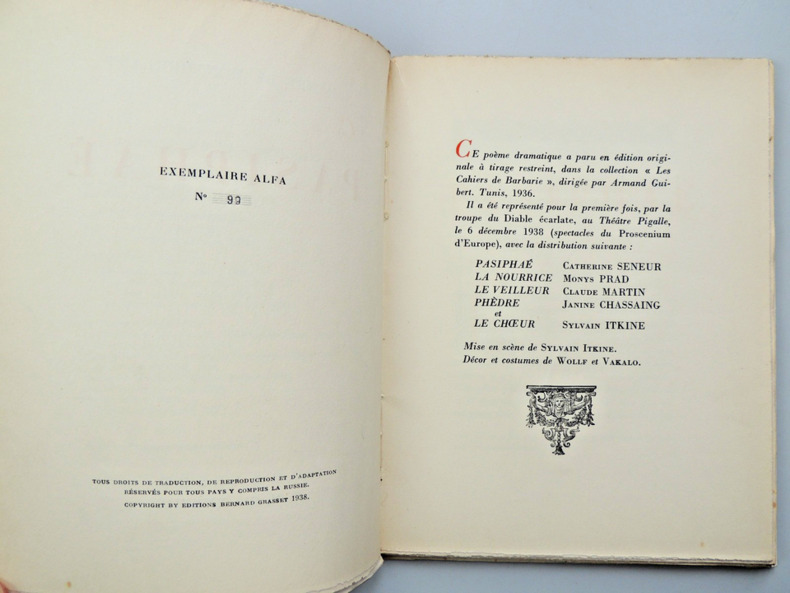 EXEMPLAIRE ALFA
N° 99
TOUS DROITS DE TRADUCTION, DE REPRODUCTION ET D'ADAPTATION
RÉSERVÉS POUR TOUS PAYS Y COMPRIS LA RUSSIE.
COPYRIGHT BY EDITIONS BERNARD GRASSET 1938.
CE poème dramatique a paru en édition origi-
nale à tirage restreint, dans la collection « Les
Cahiers de Barbarie », dirigée par Armand Gui-
bert. Tunis, 1936.
Il a été représenté pour la première fois, par la
troupe du Diable écarlate, au Théâtre Pigalle,
le 6 décembre 1938 (spectacles du Proscenium
d'Europe), avec la distribution suivante :
PASIPHAÉ CATHERINE SENEUR
LA NOURRICE MONYS PRAD
LE VEILLEUR CLAUDE MARTIN
PHÈDRE JANINE CHASSAING
et
LE CHŒUR SYLVAIN ITKINE
Mise en scène de SYLVAIN ITKINE.
Décor et costumes de WOLLF et VAKALO.